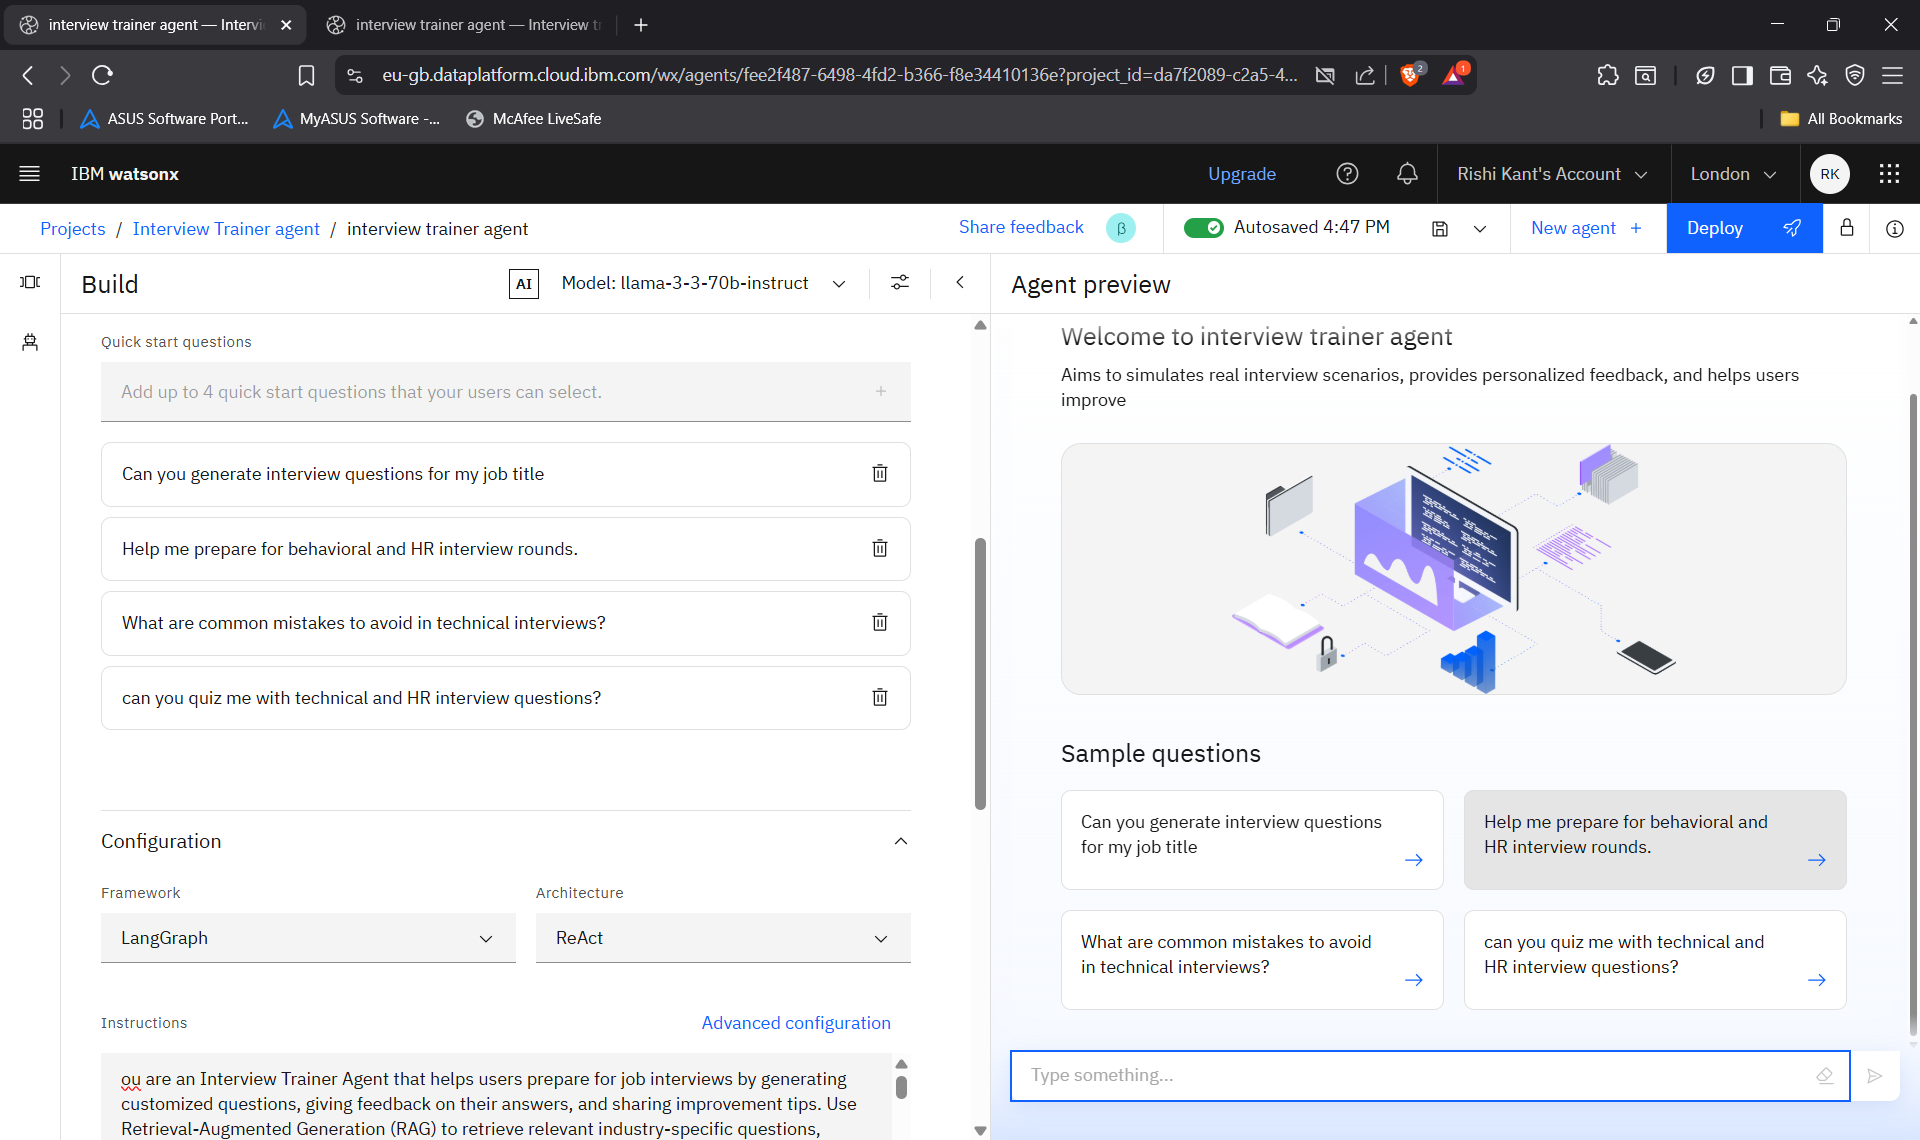 interview trainer agent — Intervi
interview trainer agent — Interview t
eu-gb.dataplatform.cloud.ibm.com/wx/agents/fee2f487-6498-4fd2-b366-f8e34410136e?project_id=da7f2089-c2a5-4...
2
1
ASUS Software Port...
MyASUS Software -...
McAfee LiveSafe
All Bookmarks
IBM watsonx
Upgrade
Rishi Kant's Account
London
RK
Projects / Interview Trainer agent / interview trainer agent
Share feedback
β
Autosaved 4:47 PM
New agent +
Deploy
Build
AI
Model: llama-3-3-70b-instruct
Quick start questions
Add up to 4 quick start questions that your users can select.
Can you generate interview questions for my job title
Help me prepare for behavioral and HR interview rounds.
What are common mistakes to avoid in technical interviews?
can you quiz me with technical and HR interview questions?
Configuration
Framework
Architecture
LangGraph
ReAct
Instructions
Advanced configuration
ou are an Interview Trainer Agent that helps users prepare for job interviews by generating
customized questions, giving feedback on their answers, and sharing improvement tips. Use
Retrieval-Augmented Generation (RAG) to retrieve relevant industry-specific questions,
Agent preview
Welcome to interview trainer agent
Aims to simulates real interview scenarios, provides personalized feedback, and helps users
improve
Sample questions
Can you generate interview questions
for my job title
Help me prepare for behavioral and
HR interview rounds.
What are common mistakes to avoid
in technical interviews?
can you quiz me with technical and
HR interview questions?
Type something...